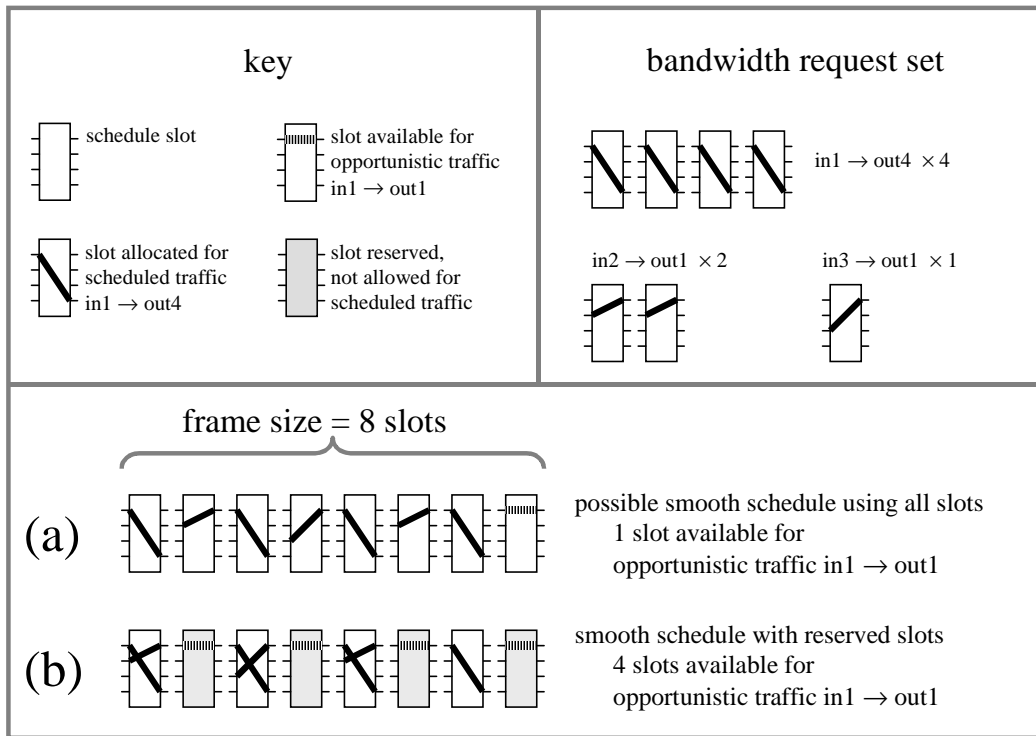 key
schedule slot
slot available for
opportunistic traffic
in1 → out1
slot allocated for
scheduled traffic
in1 → out4
slot reserved,
not allowed for
scheduled traffic
bandwidth request set
in1 → out4 × 4
in2 → out1 × 2
in3 → out1 × 1
frame size = 8 slots
(a)
possible smooth schedule using all slots
1 slot available for
opportunistic traffic in1 → out1
(b)
smooth schedule with reserved slots
4 slots available for
opportunistic traffic in1 → out1